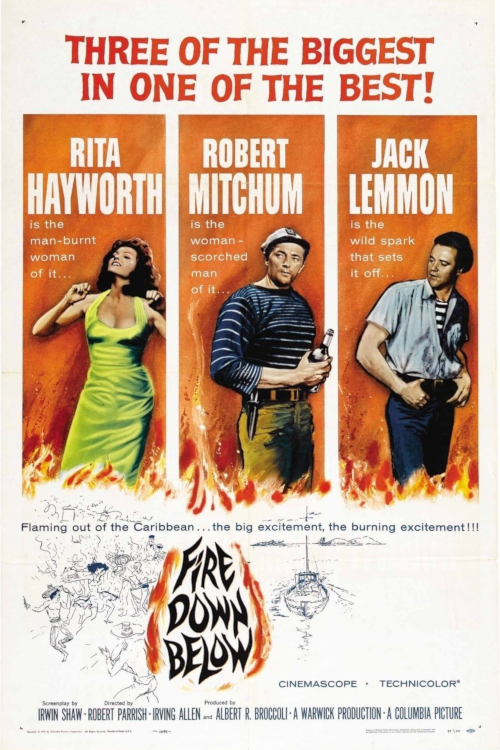 THREE OF THE BIGGEST
IN ONE OF THE BEST!
RITA
HAYWORTH
is the
man-burnt
woman
of it...
ROBERT
MITCHUM
is the
woman-
scorched
man
of it...
JACK
LEMMON
is the
wild spark
that sets
it off...
Flaming out of the Caribbean...the big excitement, the burning excitement!!!
FIRE
DOWN
BELOW
CINEMASCOPE · TECHNICOLOR®
Screenplay by Directed by Produced by
IRWIN SHAW · ROBERT PARRISH · IRVING ALLEN and ALBERT R. BROCCOLI · A WARWICK PRODUCTION · A COLUMBIA PICTURE